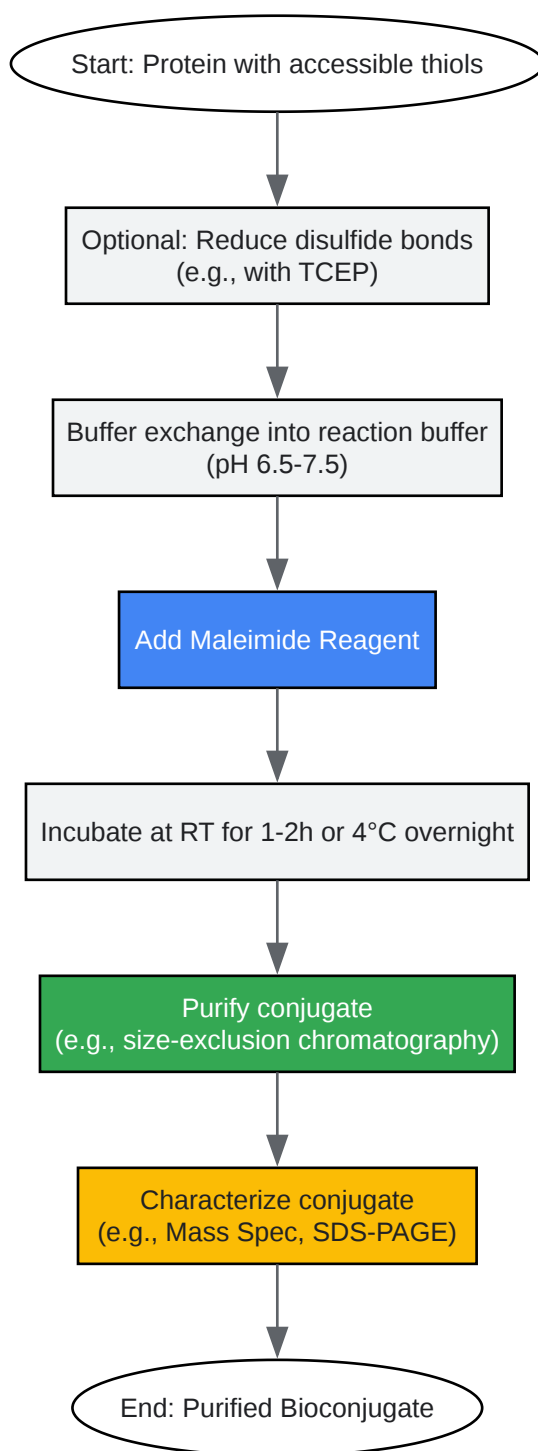 Start: Protein with accessible thiols
Optional: Reduce disulfide bonds
(e.g., with TCEP)
Buffer exchange into reaction buffer
(pH 6.5-7.5)
Add Maleimide Reagent
Incubate at RT for 1-2h or 4°C overnight
Purify conjugate
(e.g., size-exclusion chromatography)
Characterize conjugate
(e.g., Mass Spec, SDS-PAGE)
End: Purified Bioconjugate